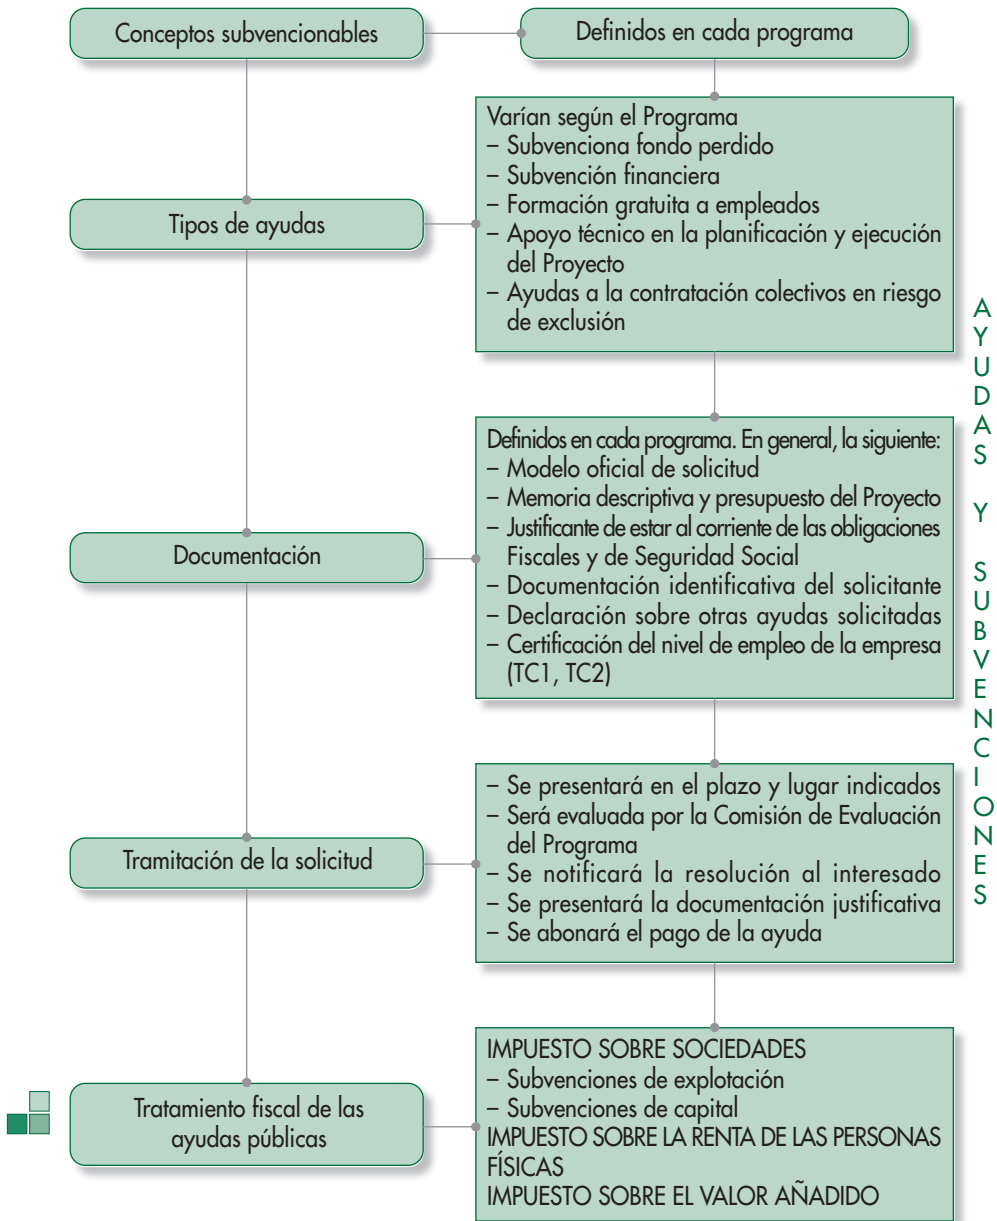 Conceptos subvencionables
Definidos en cada programa
Tipos de ayudas
Varían según el Programa
– Subvenciona fondo perdido
– Subvención financiera
– Formación gratuita a empleados
– Apoyo técnico en la planificación y ejecución
del Proyecto
– Ayudas a la contratación colectivos en riesgo
de exclusión
Documentación
Definidos en cada programa. En general, la siguiente:
– Modelo oficial de solicitud
– Memoria descriptiva y presupuesto del Proyecto
– Justificante de estar al corriente de las obligaciones
Fiscales y de Seguridad Social
– Documentación identificativa del solicitante
– Declaración sobre otras ayudas solicitadas
– Certificación del nivel de empleo de la empresa
(TC1, TC2)
Tramitación de la solicitud
– Se presentará en el plazo y lugar indicados
– Será evaluada por la Comisión de Evaluación
del Programa
– Se notificará la resolución al interesado
– Se presentará la documentación justificativa
– Se abonará el pago de la ayuda
Tratamiento fiscal de las
ayudas públicas
IMPUESTO SOBRE SOCIEDADES
– Subvenciones de explotación
– Subvenciones de capital
IMPUESTO SOBRE LA RENTA DE LAS PERSONAS
FÍSICAS
IMPUESTO SOBRE EL VALOR AÑADIDO
AYUDAS Y SUBVENCIONES